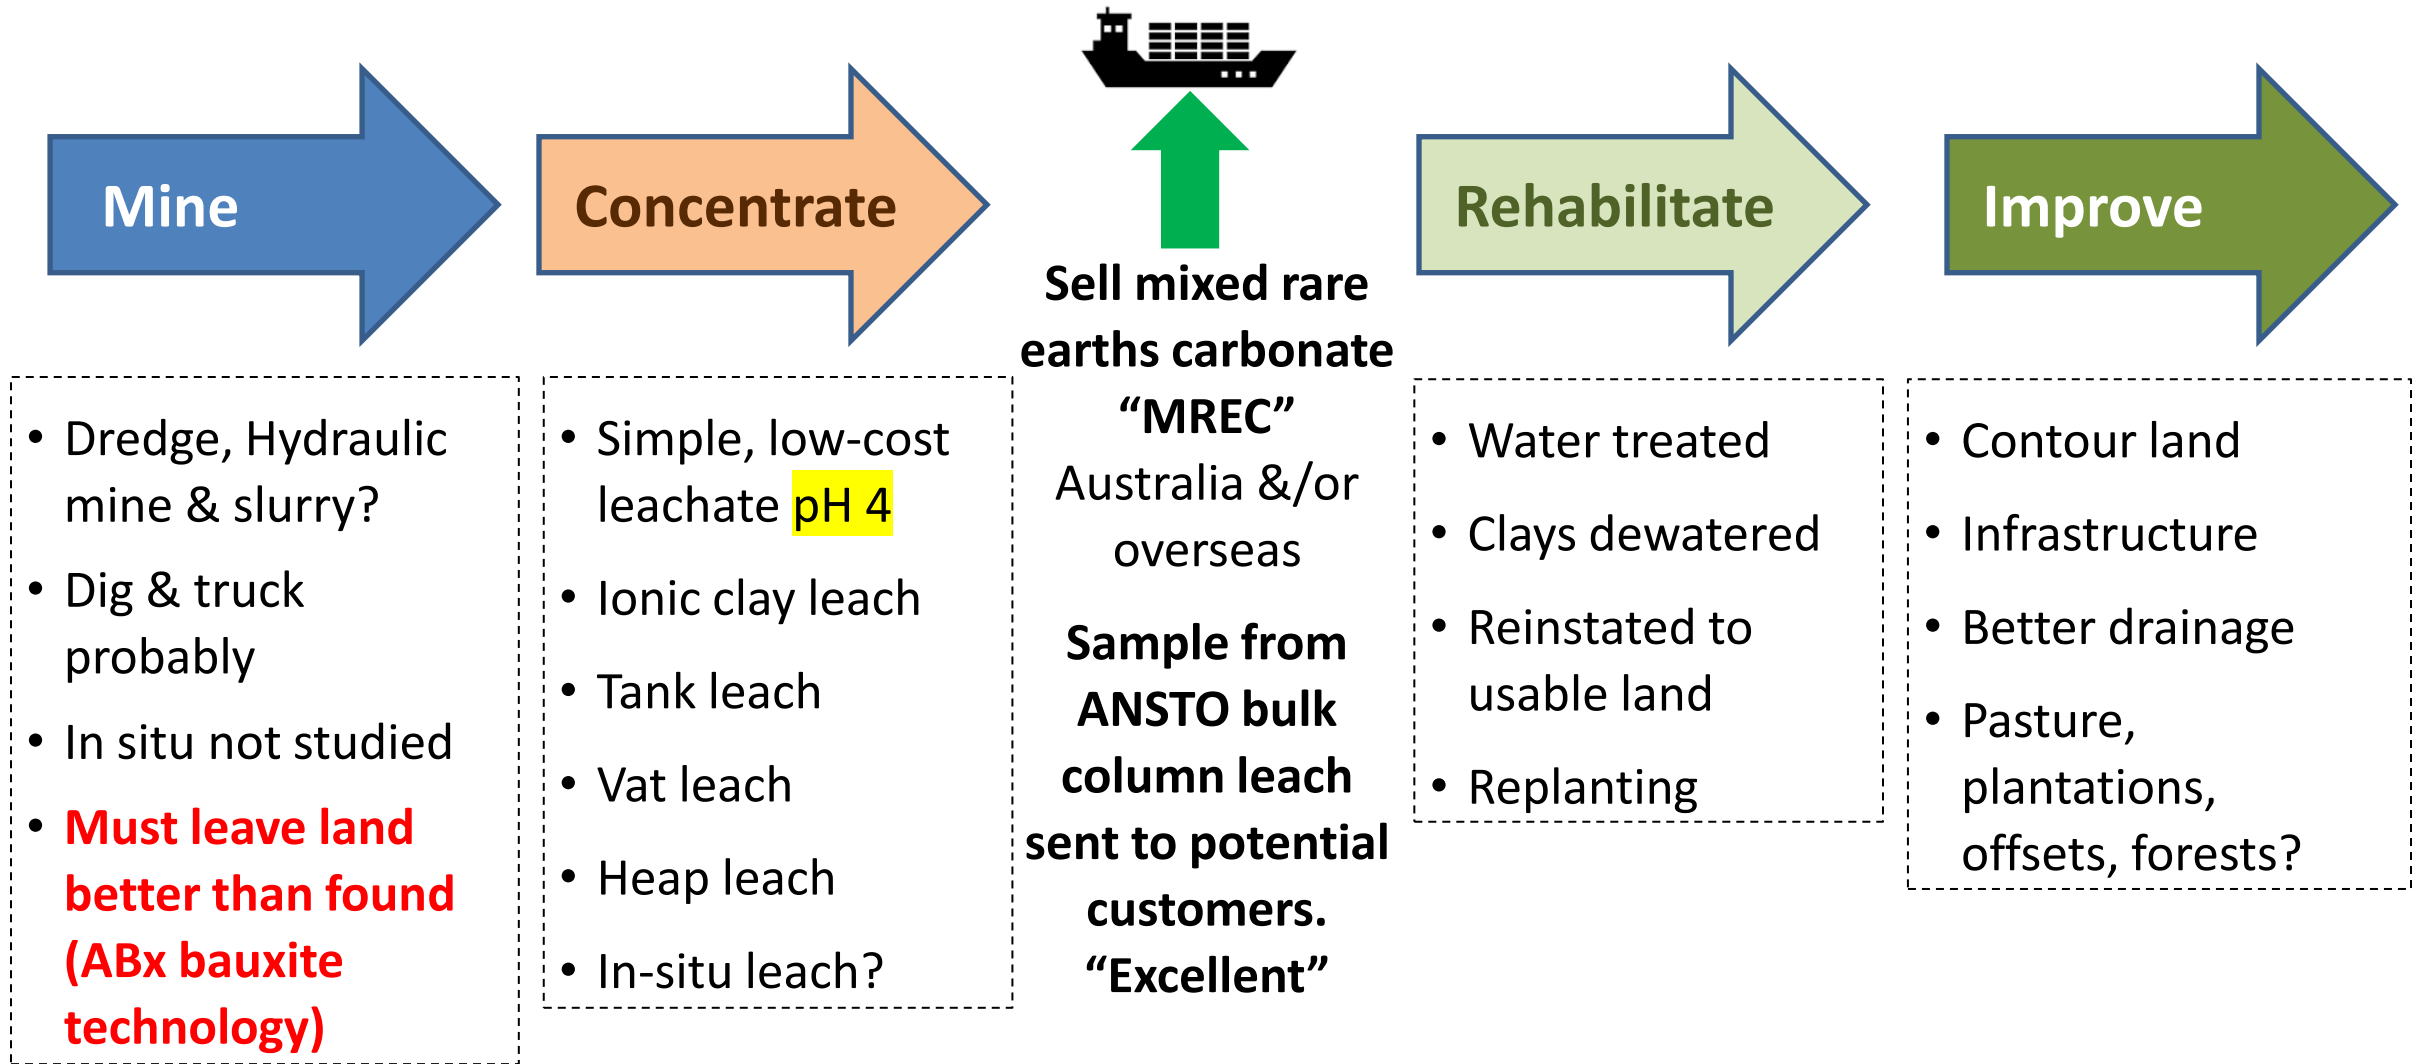 Mine
Concentrate
Rehabilitate
Improve
• Dredge, Hydraulic
mine & slurry?
• Dig & truck
probably
• In situ not studied
• Must leave land
better than found
(ABx bauxite
technology)
• Simple, low-cost
leachate pH 4
• Ionic clay leach
• Tank leach
• Vat leach
• Heap leach
• In-situ leach?
Sell mixed rare
earths carbonate
“MREC”
Australia &/or
overseas
Sample from
ANSTO bulk
column leach
sent to potential
customers.
“Excellent”
• Water treated
• Clays dewatered
• Reinstated to
usable land
• Replanting
• Contour land
• Infrastructure
• Better drainage
• Pasture,
plantations,
offsets, forests?